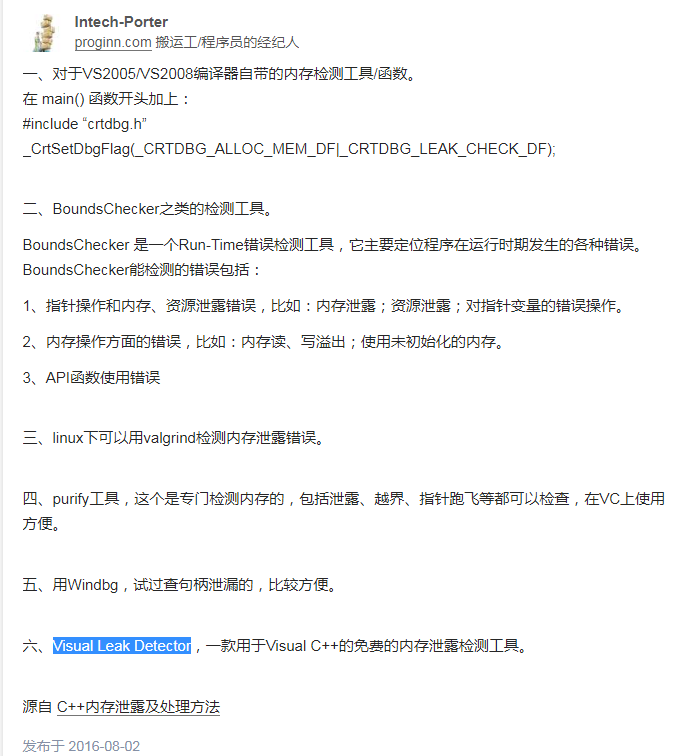 Intech-Porter
proginn.com 搬运工/程序员的经纪人
一、对于VS2005/VS2008编译器自带的内存检测工具/函数。
在 main() 函数开头加上：
#include “crtdbg.h”
_CrtSetDbgFlag(_CRTDBG_ALLOC_MEM_DF|_CRTDBG_LEAK_CHECK_DF);
二、BoundsChecker之类的检测工具。
BoundsChecker 是一个Run-Time错误检测工具，它主要定位程序在运行时期发生的各种错误。
BoundsChecker能检测的错误包括：
1、指针操作和内存、资源泄露错误，比如：内存泄露；资源泄露；对指针变量的错误操作。
2、内存操作方面的错误，比如：内存读、写溢出；使用未初始化的内存。
3、API函数使用错误
三、linux下可以用valgrind检测内存泄露错误。
四、purify工具，这个是专门检测内存的，包括泄露、越界、指针跑飞等都可以检查，在VC上使用
方便。
五、用Windbg，试过查句柄泄漏的，比较方便。
六、Visual Leak Detector，一款用于Visual C++的免费的内存泄露检测工具。
源自 C++内存泄露及处理方法
发布于 2016-08-02